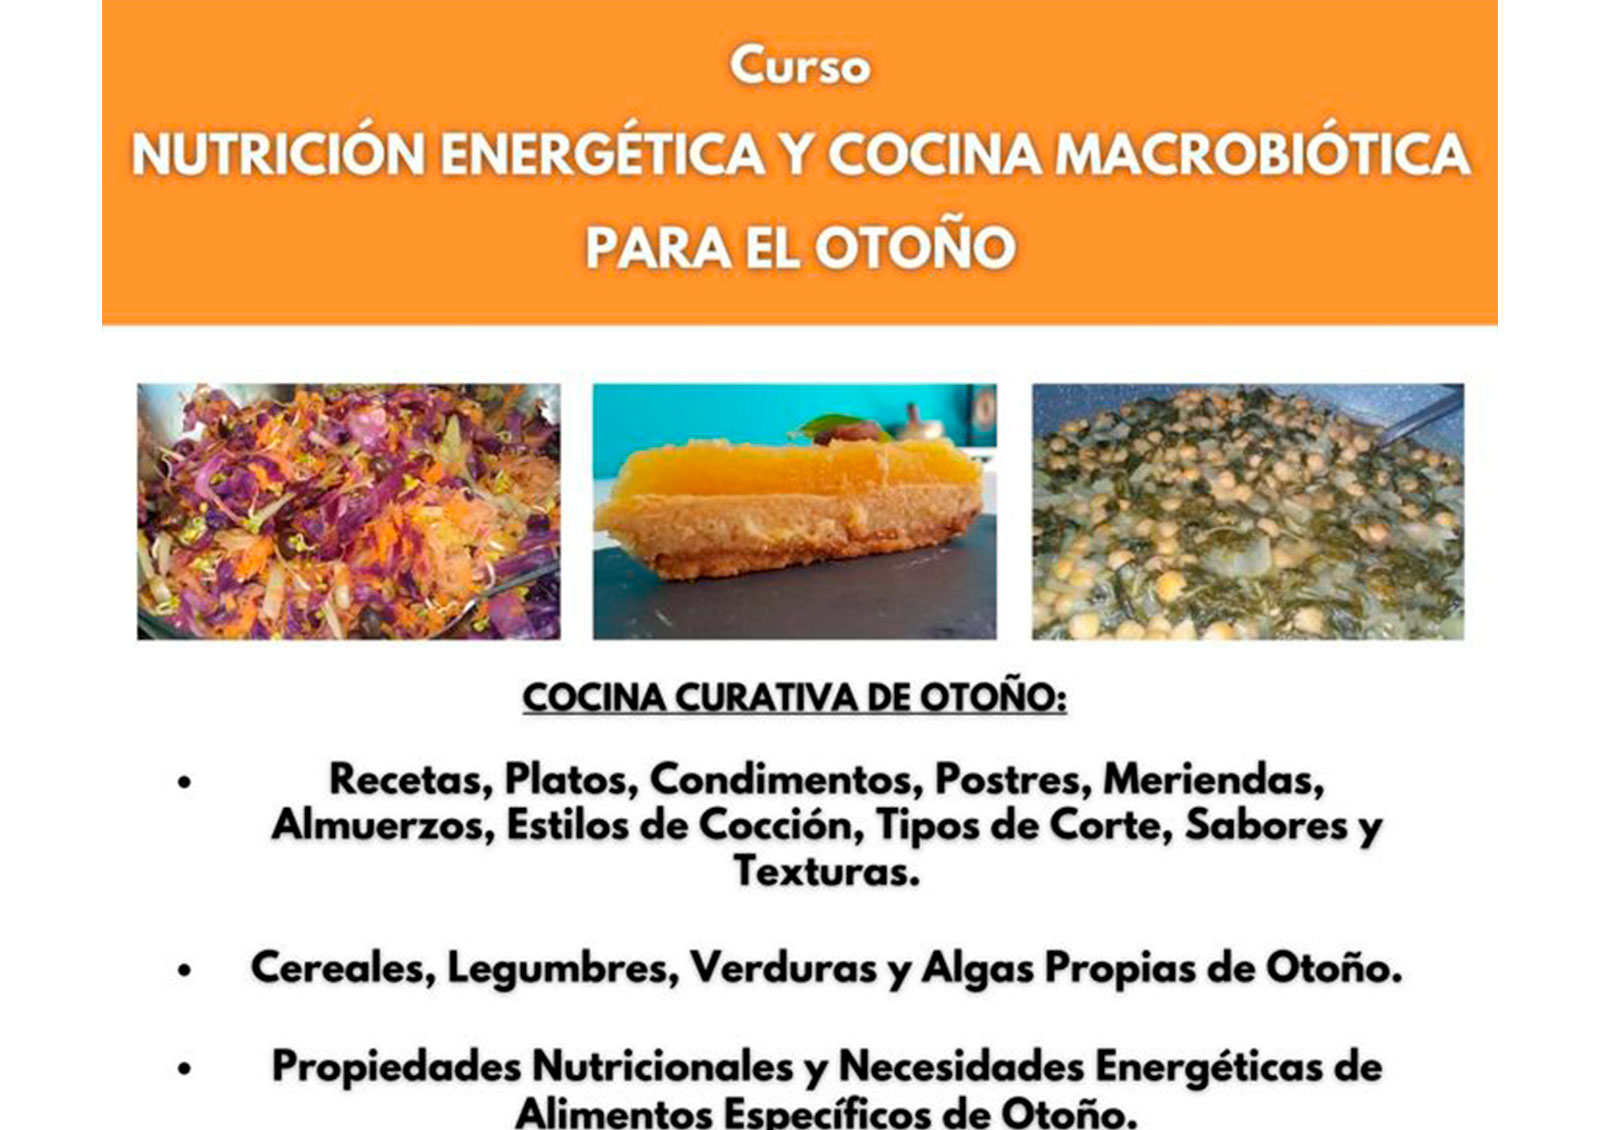 Curso
NUTRICIÓN ENERGÉTICA Y COCINA MACROBIÓTICA
PARA EL OTOÑO
COCINA CURATIVA DE OTOÑO:
• Recetas, Platos, Condimentos, Postres, Meriendas,
Almuerzos, Estilos de Cocción, Tipos de Corte, Sabores y
Texturas.
• Cereales, Legumbres, Verduras y Algas Propias de Otoño.
• Propiedades Nutricionales y Necesidades Energéticas de
Alimentos Específicos de Otoño.